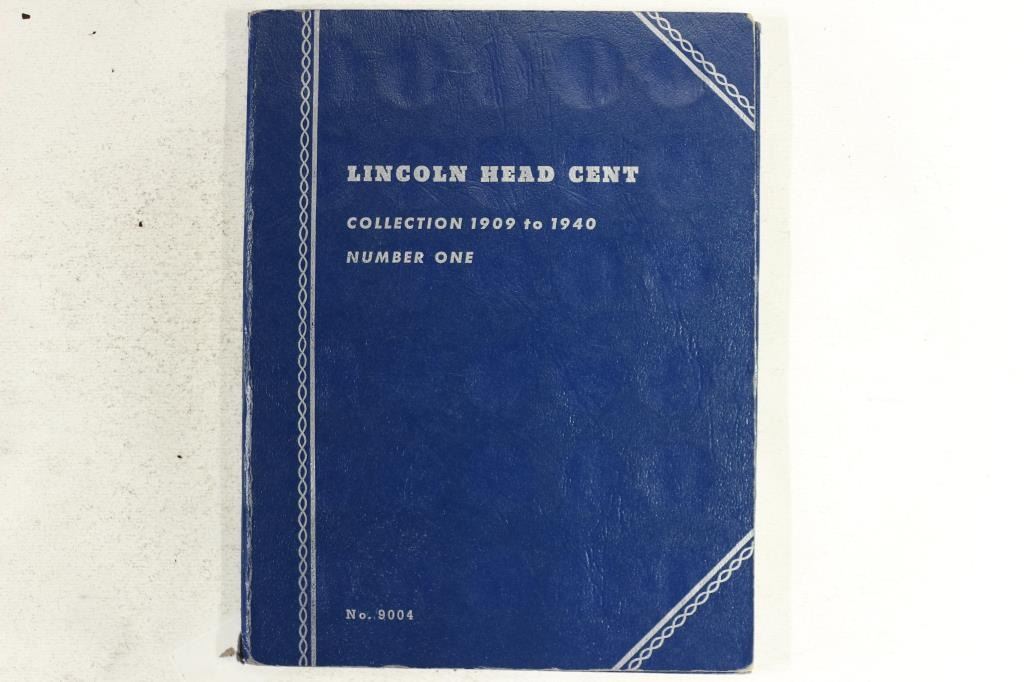 LINCOLN HEAD CENT
COLLECTION 1909 to 1940
NUMBER ONE
No. 9004